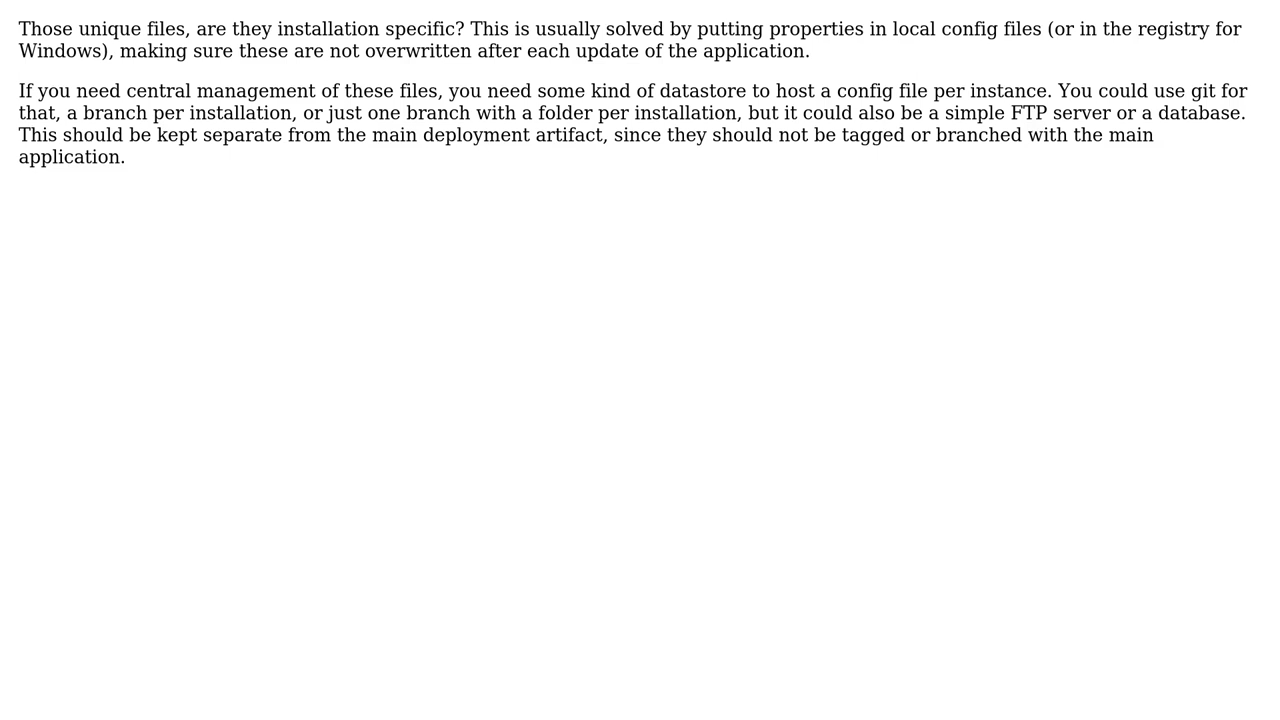 Those unique files, are they installation specific? This is usually solved by putting properties in local config files (or in the registry for
Windows), making sure these are not overwritten after each update of the application.
If you need central management of these files, you need some kind of datastore to host a config file per instance. You could use git for
that, a branch per installation, or just one branch with a folder per installation, but it could also be a simple FTP server or a database.
This should be kept separate from the main deployment artifact, since they should not be tagged or branched with the main
application.